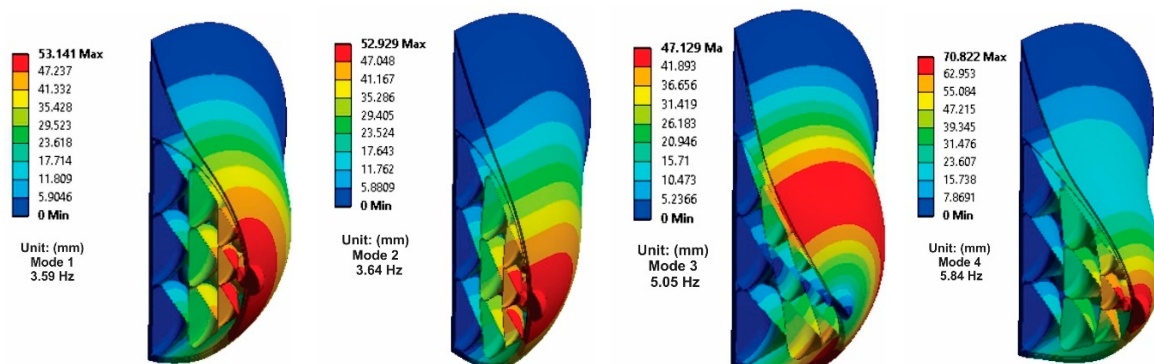 53.141 Max
47.237
41.332
35.428
29.523
23.618
17.714
11.809
5.9046
0 Min
Unit: (mm)
Mode 1
3.59 Hz
52.929 Max
47.048
41.167
35.286
29.405
23.524
17.643
11.762
5.8809
0 Min
Unit: (mm)
Mode 2
3.64 Hz
47.129 Ma
41.893
36.656
31.419
26.183
20.946
15.71
10.473
5.2366
0 Min
Unit: (mm)
Mode 3
5.05 Hz
70.822 Max
62.953
55.084
47.215
39.345
31.476
23.607
15.738
7.8691
0 Min
Unit: (mm)
Mode 4
5.84 Hz